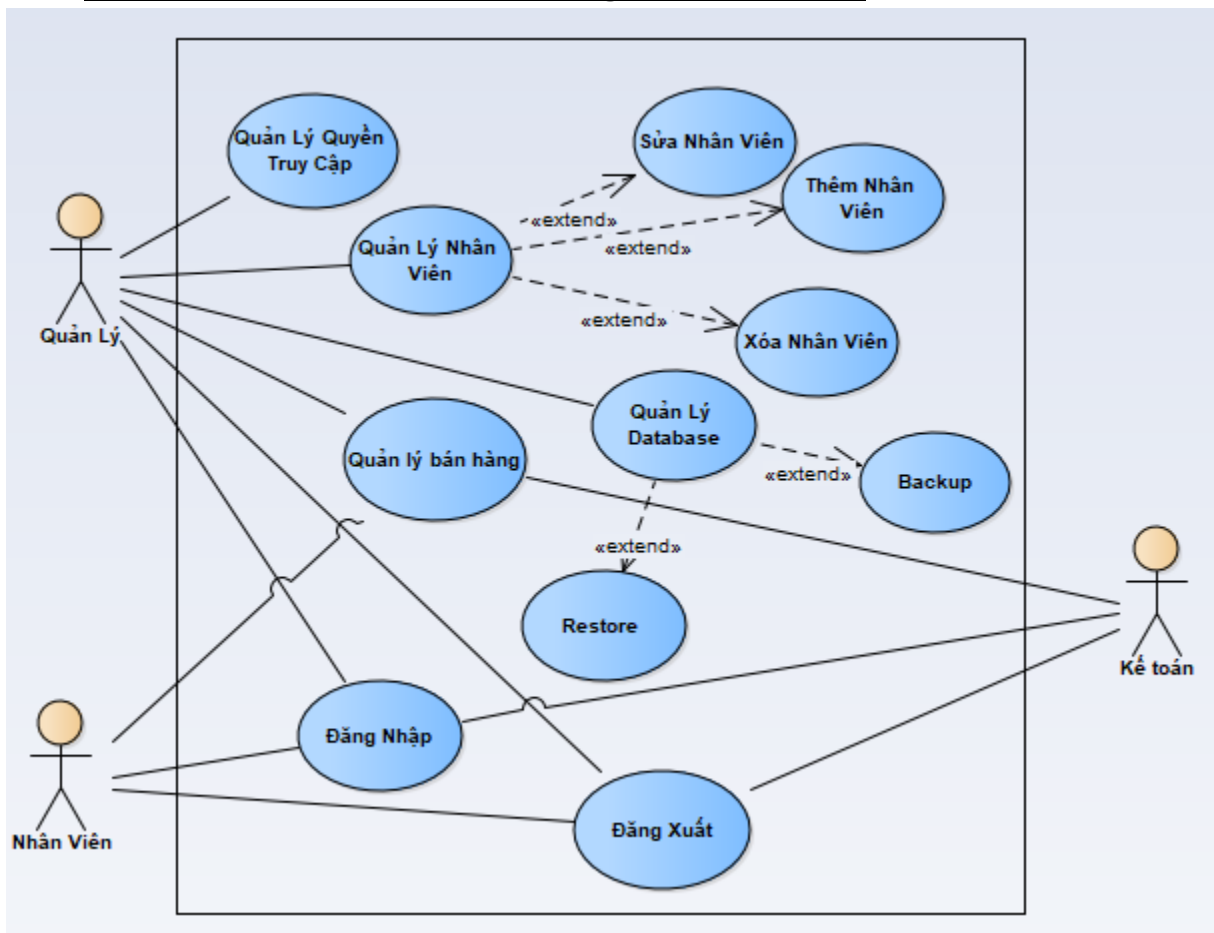 Quản Lý Quyền
Truy Cập
Sửa Nhân Viên
Thêm Nhân
Viên
«extend»
Quản Lý Nhân
Viên
«extend»
«extend»
Quản Lý
Xóa Nhân Viên
Quản Lý
Database
Quản lý bán hàng
«extend»
Backup
«extend»
Restore
Kế toán
Đăng Nhập
Đăng Xuất
Nhân Viên